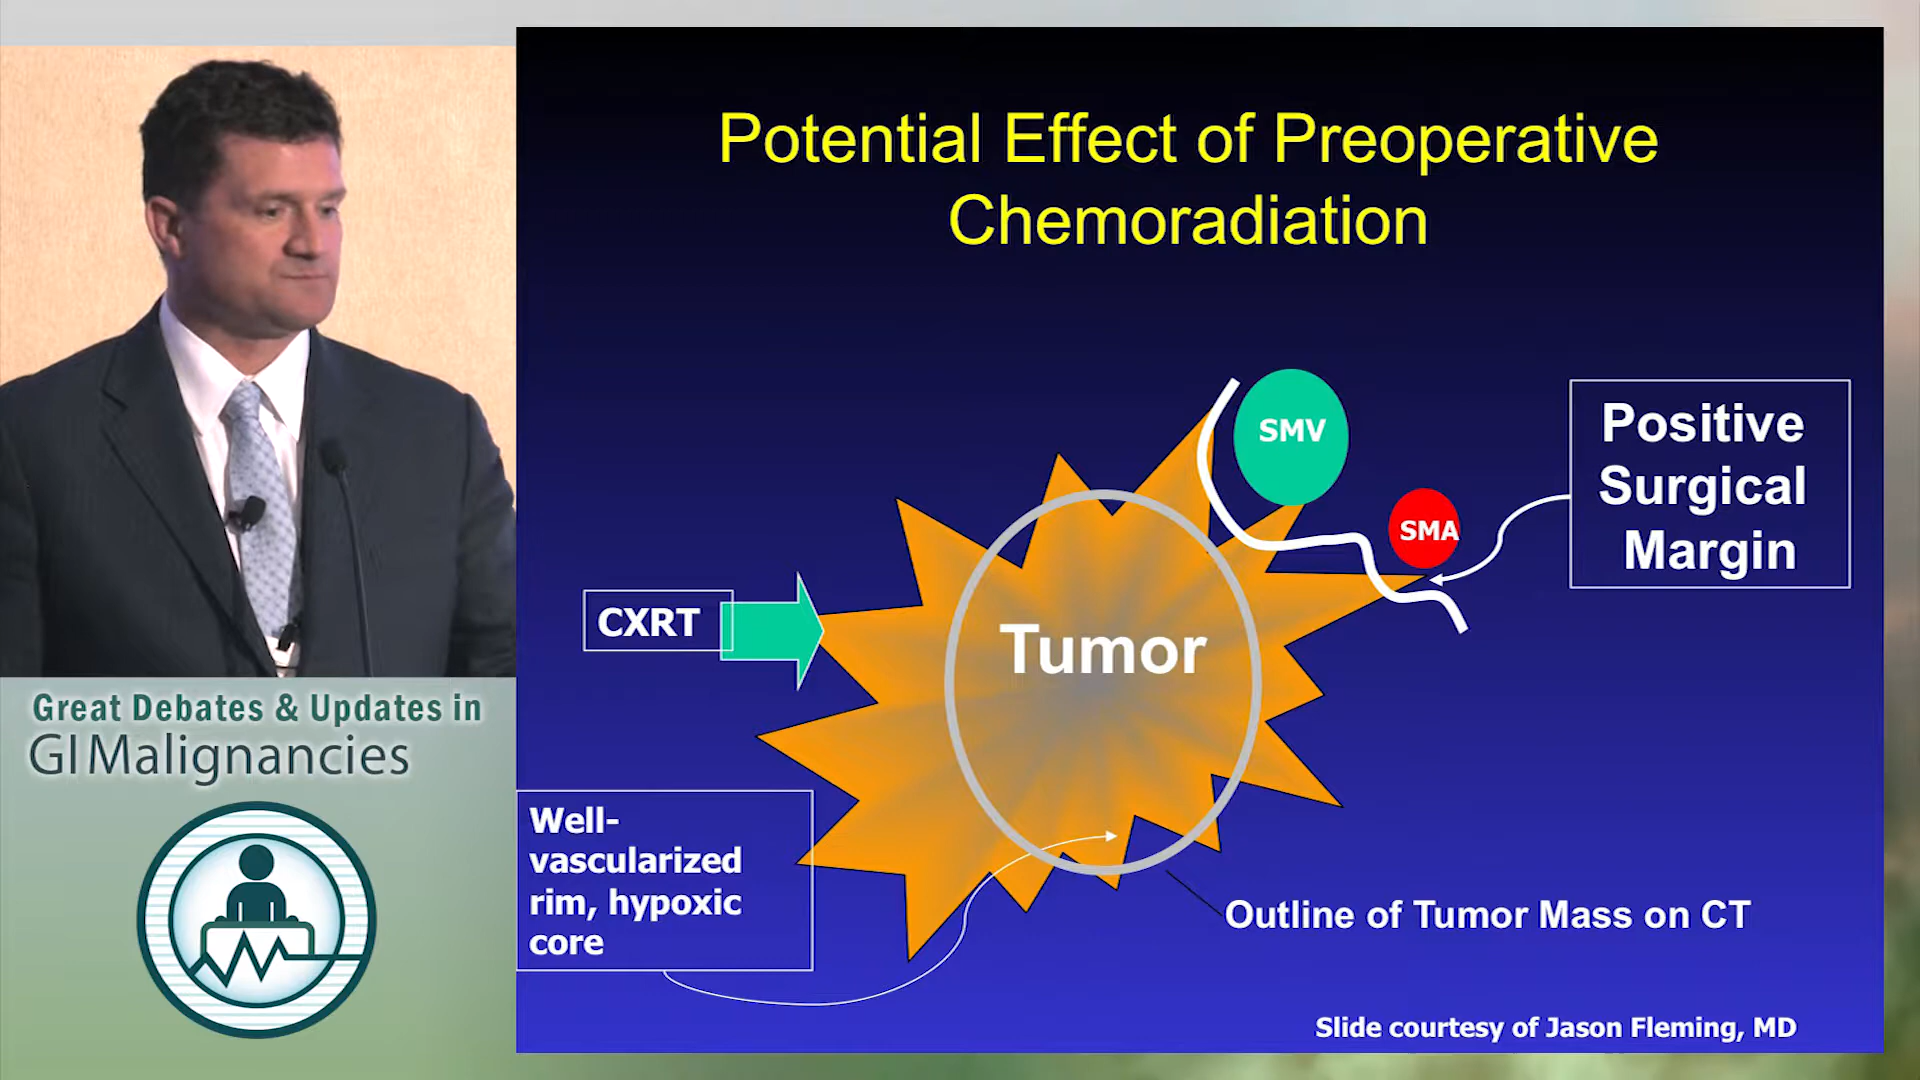 Potential Effect of Preoperative
Chemoradiation
SMV
SMA
Positive
Surgical
Margin
CXRT
Tumor
Well-
vascularized
rim, hypoxic
core
Outline of Tumor Mass on CT
Slide courtesy of Jason Fleming, MD
Great Debates & Updates in
GI Malignancies